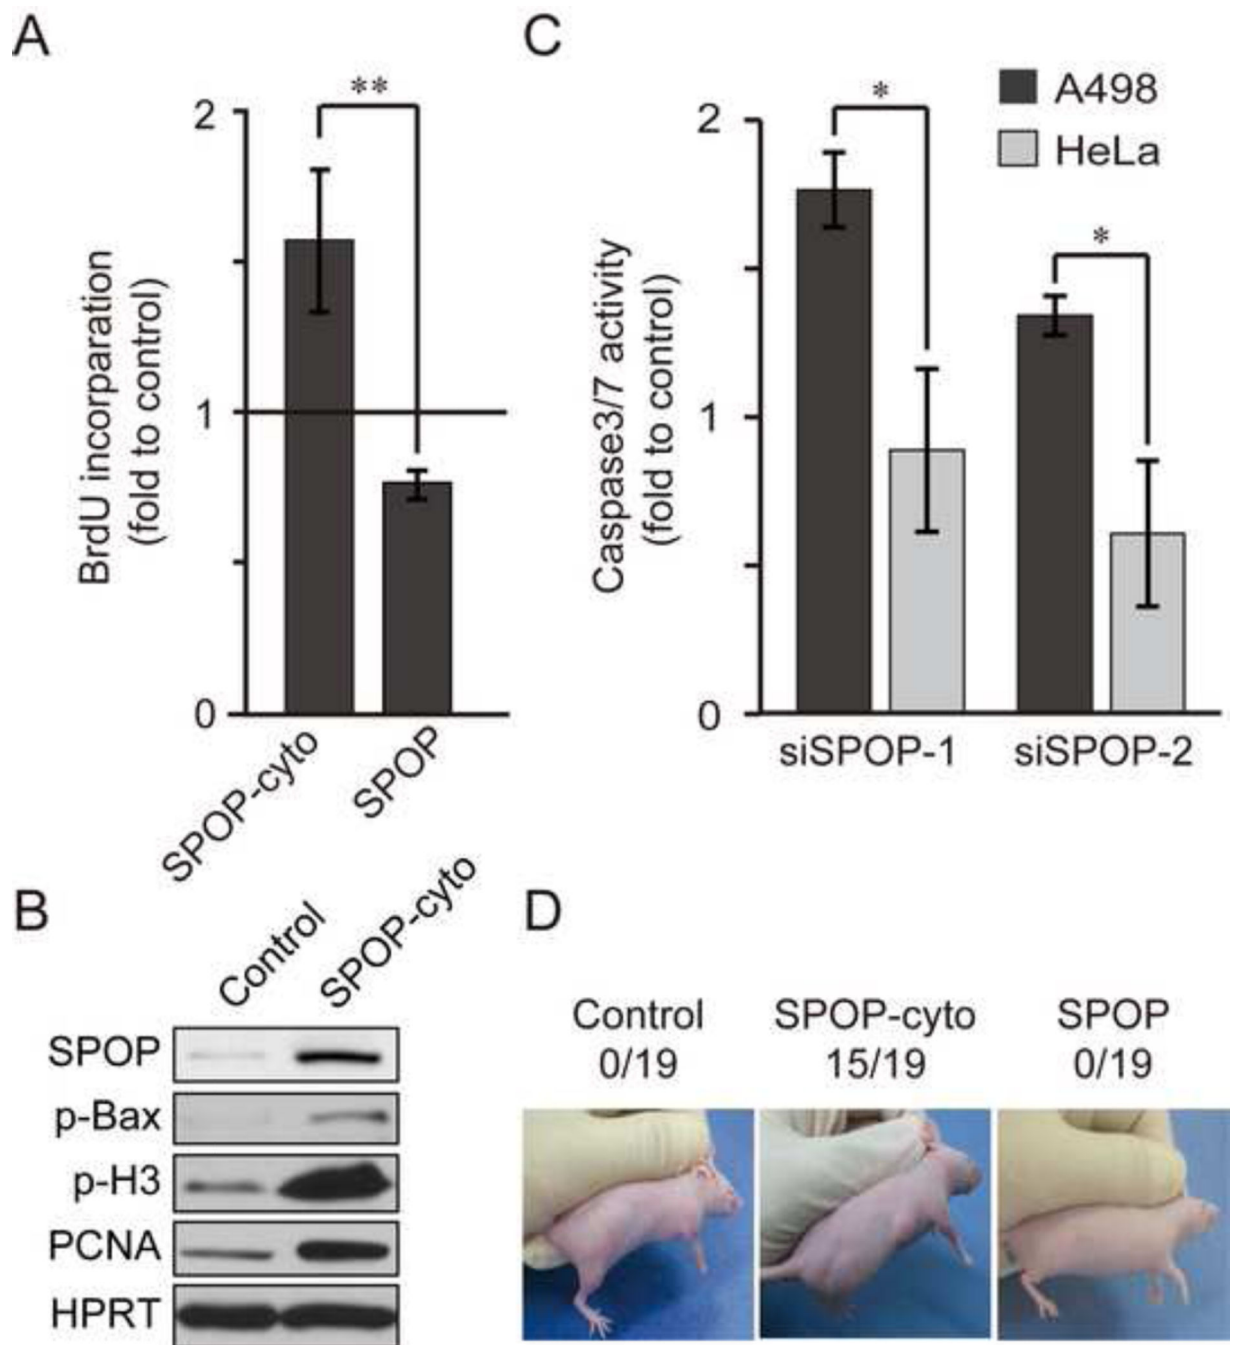 A
**
2
1
0
BrdU incorparation
(fold to control)
SPOP-cyto
SPOP
C
A498
HeLa
*
*
2
1
0
Caspase3/7 activity
(fold to control)
siSPOP-1
siSPOP-2
B
Control
SPOP-cyto
SPOP
p-Bax
p-H3
PCNA
HPRT
D
Control
0/19
SPOP-cyto
15/19
SPOP
0/19